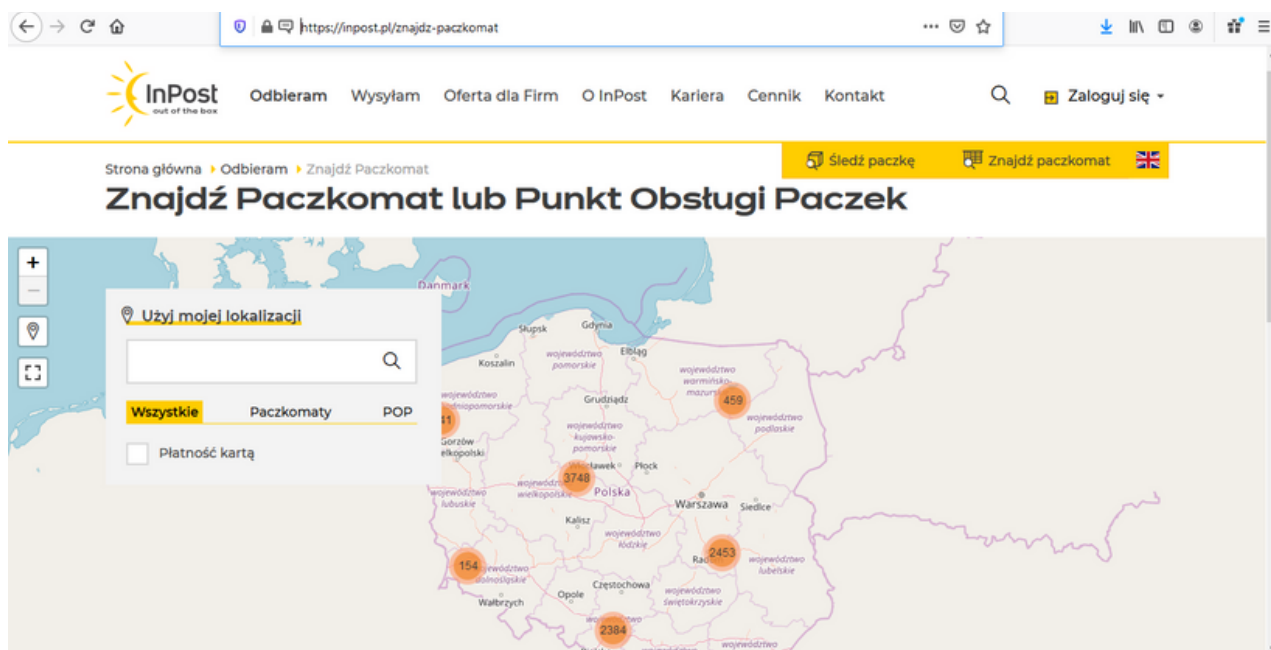 https://inpost.pl/znajdz-paczkomat
InPost
out of the box
Odbieram Wysyłam Oferta dla Firm O InPost Kariera Cennik Kontakt Zaloguj się
Śledź paczkę Znajdź paczkomat
Strona główna Odbieram Znajdź Paczkomat
Znajdź Paczkomat lub Punkt Obsługi Paczek
+
−
Użyj mojej lokalizacji
Wszystkie Paczkomaty POP
Płatność kartą
Danmark
Słupsk
Gdynia
Koszalin
województwo
pomorskie
Elbląg
województwo
warmińsko-
459
Grudziądz
województwo
podlaskie
województwo
kujawsko-
pomorskie
Gorzów
Płock
3748
województwo
wielkopolskie
Polska
Warszawa
Siedlce
województwo
lubuskie
Kalisz
województwo
łódzkie
2453
województwo
lubelskie
154
Wałbrzych
Opole
Częstochowa
województwo
świętokrzyskie
2384
województwo